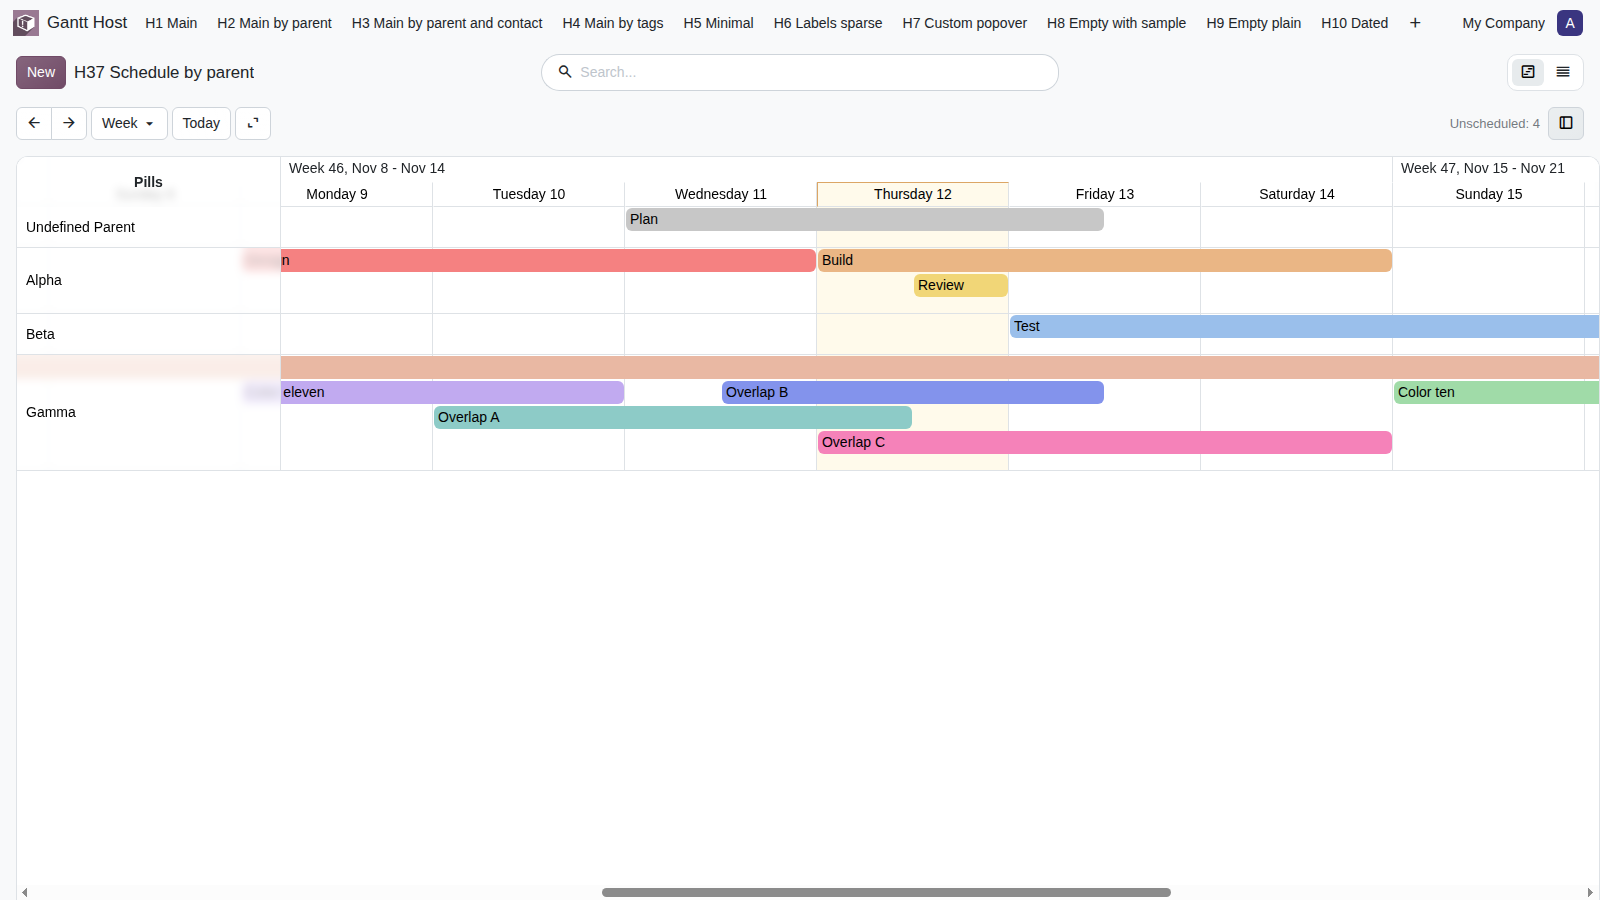 Gantt Host H1 Main H2 Main by parent H3 Main by parent and contact H4 Main by tags H5 Minimal H6 Labels sparse H7 Custom popover H8 Empty with sample H9 Empty plain H10 Dated + My Company A
New H37 Schedule by parent Search...
Week Today Unscheduled: 4
Week 46, Nov 8 - Nov 14 Week 47, Nov 15 - Nov 21
Pills
Monday 9 Tuesday 10 Wednesday 11 Thursday 12 Friday 13 Saturday 14 Sunday 15
Undefined Parent Plan
Alpha Build
Review
Beta Test
Gamma
eleven Overlap B Color ten
Overlap A
Overlap C